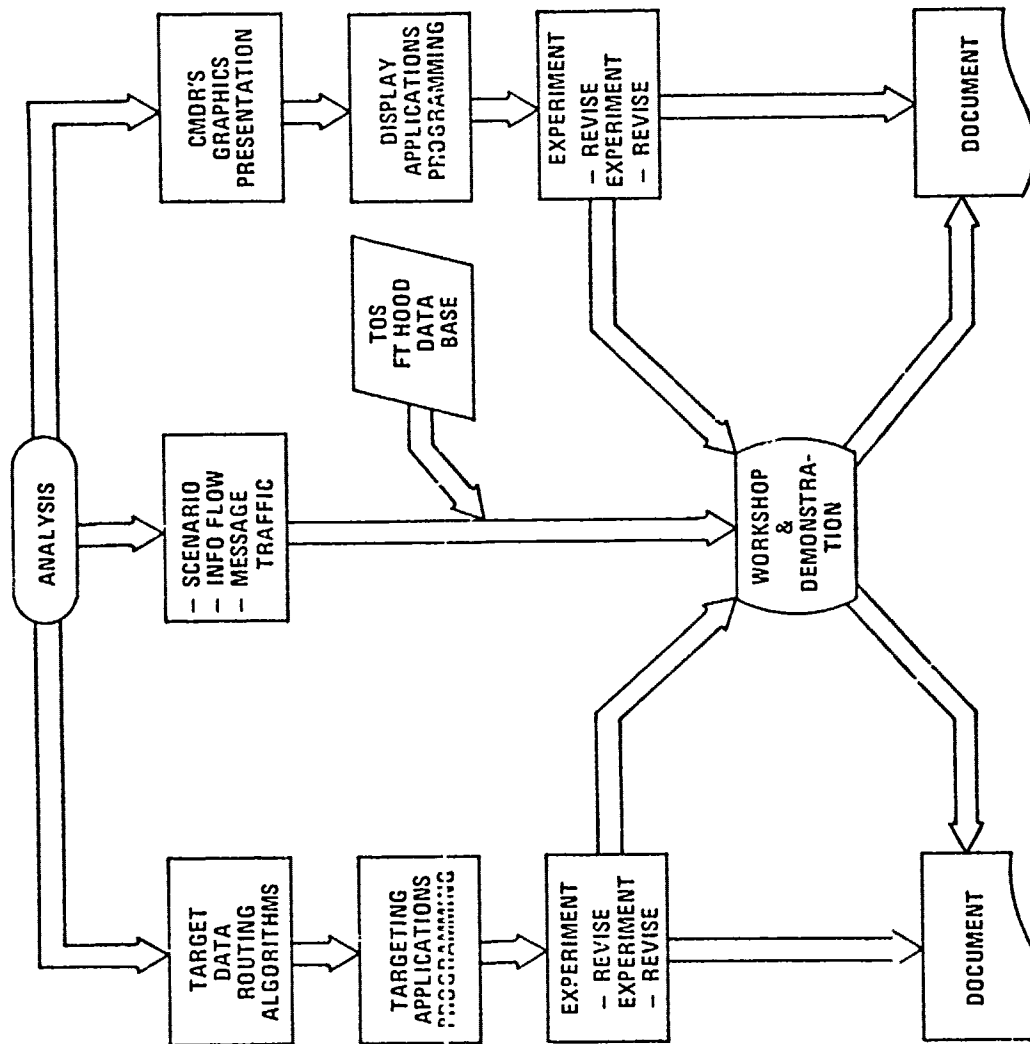 ANALYSIS
TARGET
DATA
ROUTING
ALGORITHMS
– SCENARIO
– INFO FLOW
– MESSAGE
TRAFFIC
CMDR'S
GRAPHICS
PRESENTATION
TARGETING
APPLICATIONS
PROGRAMMING
TOS
FT HOOD
DATA
BASE
DISPLAY
APPLICATIONS
PROGRAMMING
EXPERIMENT
– REVISE
EXPERIMENT
– REVISE
EXPERIMENT
– REVISE
EXPERIMENT
– REVISE
WORKSHOP
&
DEMONSTRA-
TION
DOCUMENT
DOCUMENT